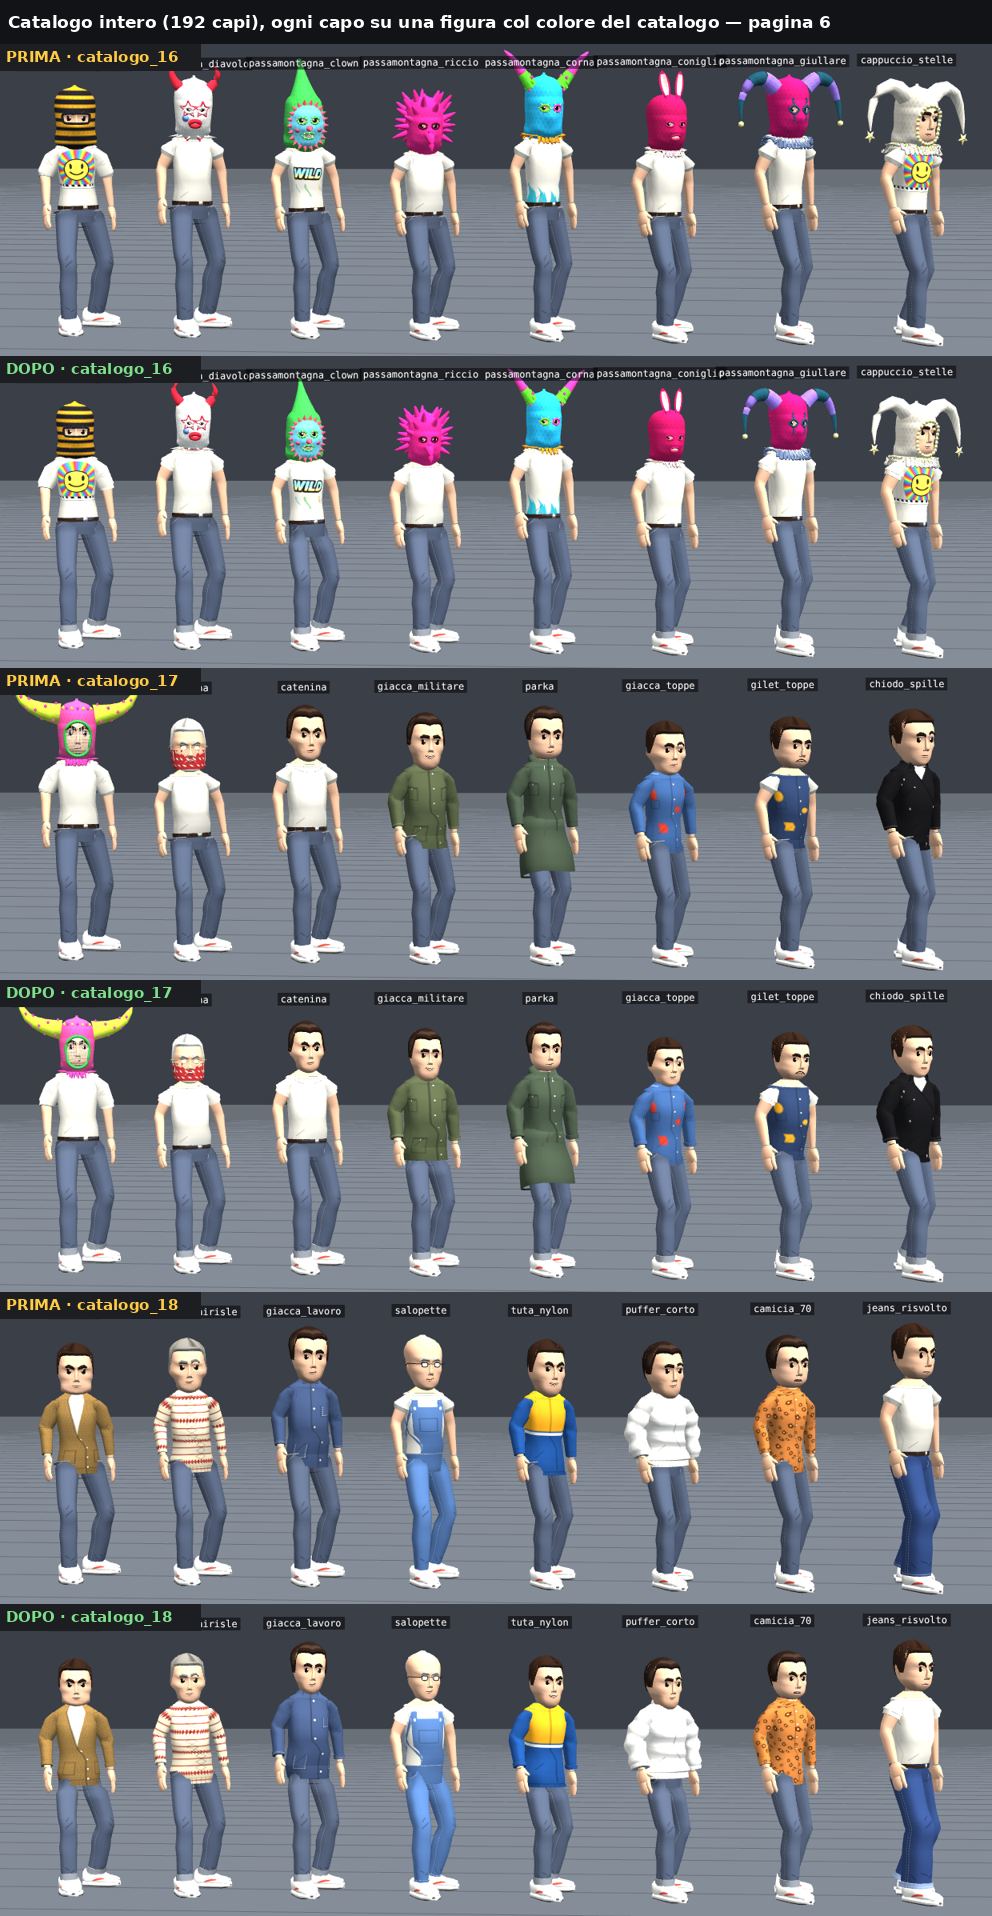 Catalogo intero (192 capi), ogni capo su una figura col colore del catalogo — pagina 6
PRIMA · catalogo_16
passamontagna_clown passamontagna_riccio passamontagna_giullare cappuccio_stelle
WILD
DOPO · catalogo_16
passamontagna_clown passamontagna_riccio passamontagna_giullare cappuccio_stelle
WILD
PRIMA · catalogo_17
catenina giacca_militare parka giacca_toppe gilet_toppe chiodo_spille
DOPO · catalogo_17
catenina giacca_militare parka giacca_toppe gilet_toppe chiodo_spille
PRIMA · catalogo_18
giacca_lavoro salopette tuta_nylon puffer_corto camicia_70 jeans_risvolto
DOPO · catalogo_18
giacca_lavoro salopette tuta_nylon puffer_corto camicia_70 jeans_risvolto